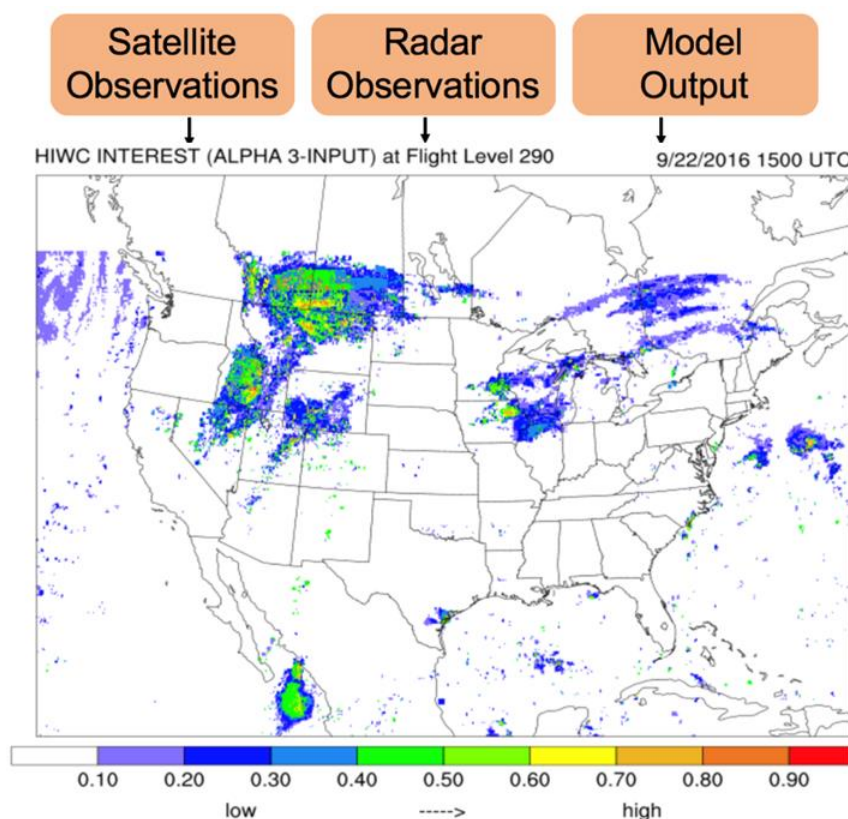 Satellite
Observations
Radar
Observations
Model
Output
HIWC INTEREST (ALPHA 3-INPUT) at Flight Level 290
9/22/2016 1500 UTC
0.10 0.20 0.30 0.40 0.50 0.60 0.70 0.80 0.90
low -----> high